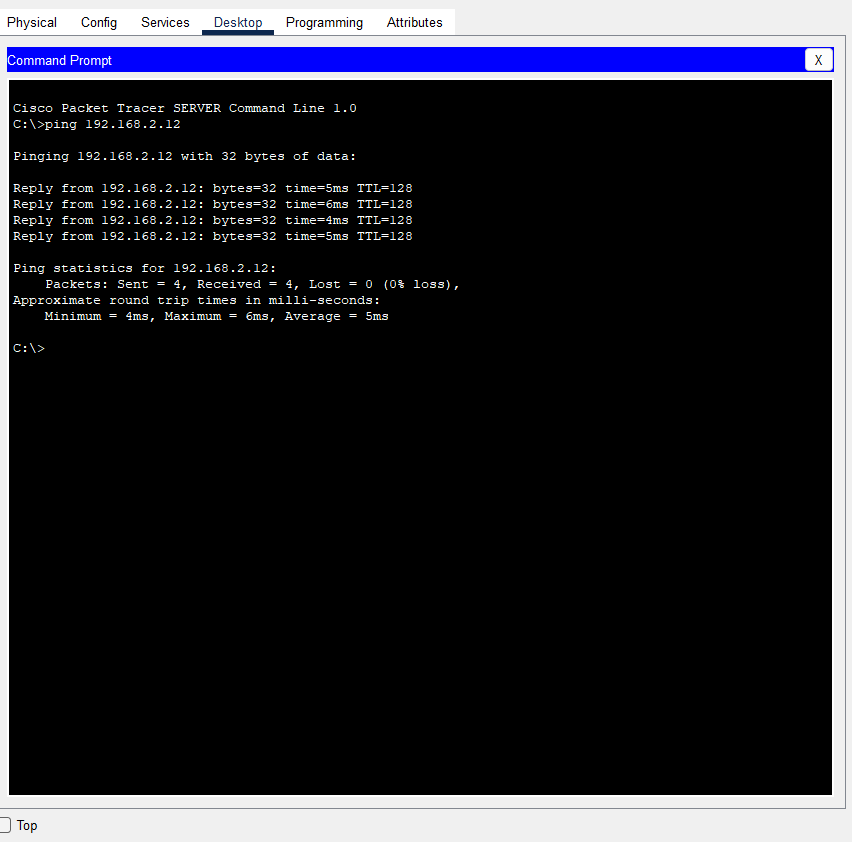 Physical Config Services Desktop Programming Attributes
Command Prompt X
Cisco Packet Tracer SERVER Command Line 1.0
C:\>ping 192.168.2.12
Pinging 192.168.2.12 with 32 bytes of data:
Reply from 192.168.2.12: bytes=32 time=5ms TTL=128
Reply from 192.168.2.12: bytes=32 time=6ms TTL=128
Reply from 192.168.2.12: bytes=32 time=4ms TTL=128
Reply from 192.168.2.12: bytes=32 time=5ms TTL=128
Ping statistics for 192.168.2.12:
    Packets: Sent = 4, Received = 4, Lost = 0 (0% loss),
Approximate round trip times in milli-seconds:
    Minimum = 4ms, Maximum = 6ms, Average = 5ms
C:\>
Top